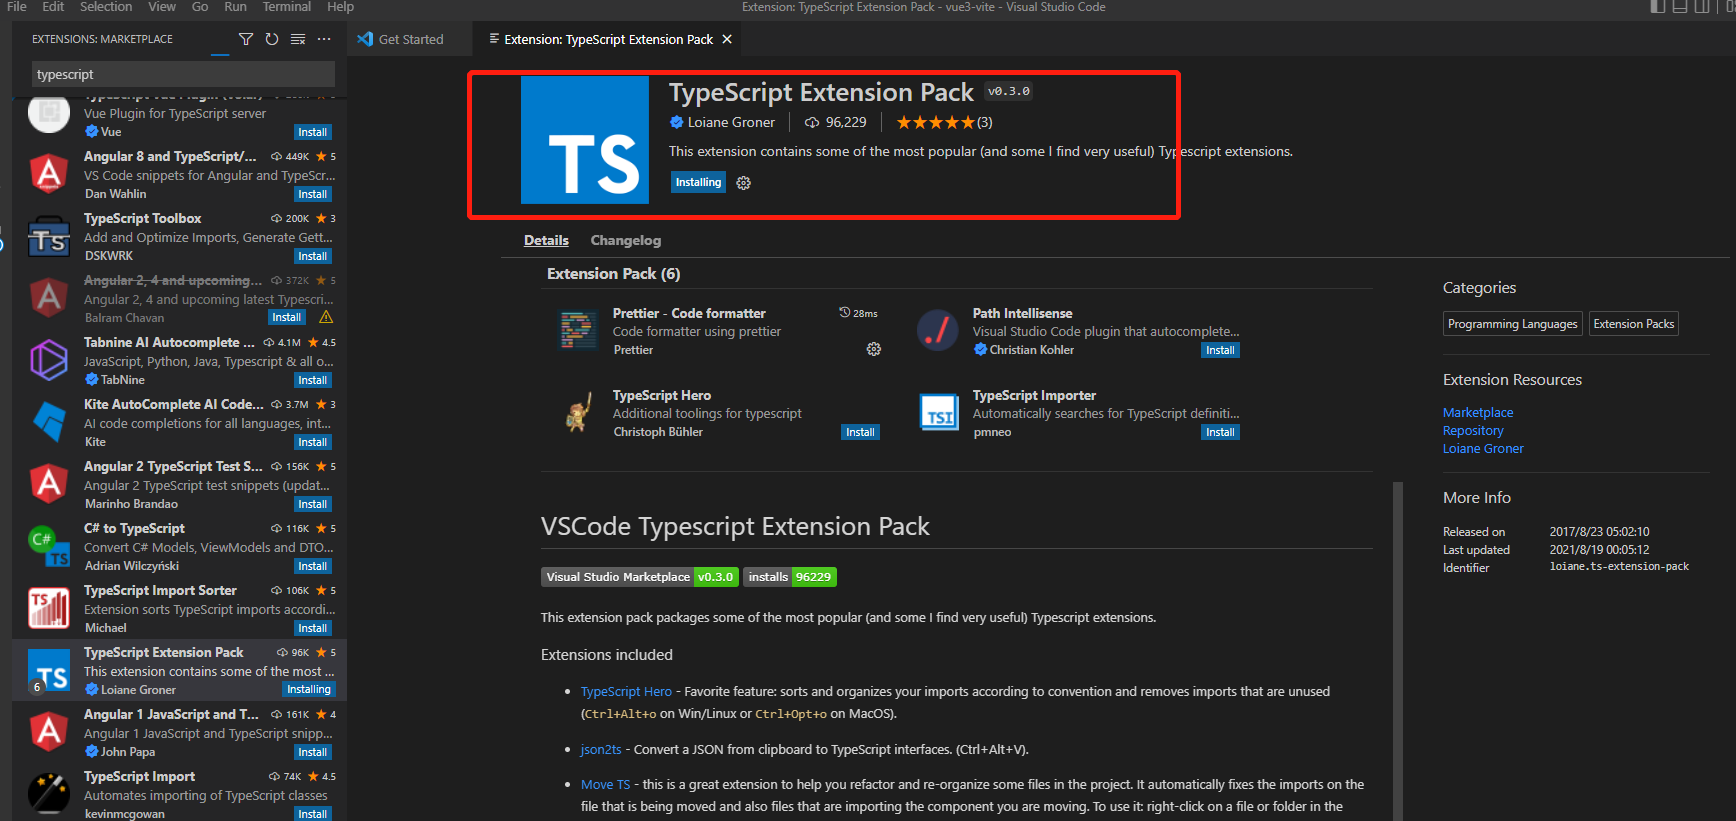 File Edit Selection View Go Run Terminal Help
Extension: TypeScript Extension Pack - vue3-vite - Visual Studio Code
EXTENSIONS: MARKETPLACE
typescript
Vue Plugin for TypeScript server
Vue
Install
Angular 8 and TypeScript/... 449K 5
VS Code snippets for Angular and TypeScr...
Dan Wahlin
Install
TypeScript Toolbox 200K 3
Add and Optimize Imports, Generate Gett...
DSKWRK
Install
Angular 2, 4 and upcoming... 372K 5
Angular 2, 4 and upcoming latest Typescri...
Balram Chavan
Install
Tabnine AI Autocomplete ... 4.1M 4.5
JavaScript, Python, Java, Typescript & all o...
TabNine
Install
Kite AutoComplete AI Code... 3.7M 3
AI code completions for all languages, int...
Kite
Install
Angular 2 TypeScript Test S... 156K 5
Angular 2 TypeScript test snippets (updat...
Marinho Brandao
Install
C# to TypeScript 116K 5
Convert C# Models, ViewModels and DTO...
Adrian Wilczyński
Install
TypeScript Import Sorter 106K 5
Extension sorts TypeScript imports accordi...
Michael
Install
TypeScript Extension Pack 96K 5
This extension contains some of the most ...
Loiane Groner
Installing
6
Angular 1 JavaScript and T... 161K 4
Angular 1 JavaScript and TypeScript snipp...
John Papa
Install
TypeScript Import 74K 4.5
Automates importing of TypeScript classes
kevinmcgowan
Install
Get Started
Extension: TypeScript Extension Pack
TS
TypeScript Extension Pack v0.3.0
Loiane Groner 96,229 (3)
This extension contains some of the most popular (and some I find very useful) Typescript extensions.
Installing
Details Changelog
Extension Pack (6)
Prettier - Code formatter 28ms
Code formatter using prettier
Prettier
Path Intellisense
Visual Studio Code plugin that autocomplete...
Christian Kohler
Install
TypeScript Hero
Additional toolings for typescript
Christoph Bühler
Install
TSI
TypeScript Importer
Automatically searches for TypeScript definiti...
pmneo
Install
VSCode Typescript Extension Pack
Visual Studio Marketplace v0.3.0 installs 96229
This extension pack packages some of the most popular (and some I find very useful) Typescript extensions.
Extensions included
TypeScript Hero - Favorite feature: sorts and organizes your imports according to convention and removes imports that are unused
(Ctrl+Alt+o on Win/Linux or Ctrl+Opt+o on MacOS).
json2ts - Convert a JSON from clipboard to TypeScript interfaces. (Ctrl+Alt+V).
Move TS - this is a great extension to help you refactor and re-organize some files in the project. It automatically fixes the imports on the
file that is being moved and also files that are importing the component you are moving. To use it: right-click on a file or folder in the
Categories
Programming Languages Extension Packs
Extension Resources
Marketplace
Repository
Loiane Groner
More Info
Released on 2017/8/23 05:02:10
Last updated 2021/8/19 00:05:12
Identifier loiane.ts-extension-pack